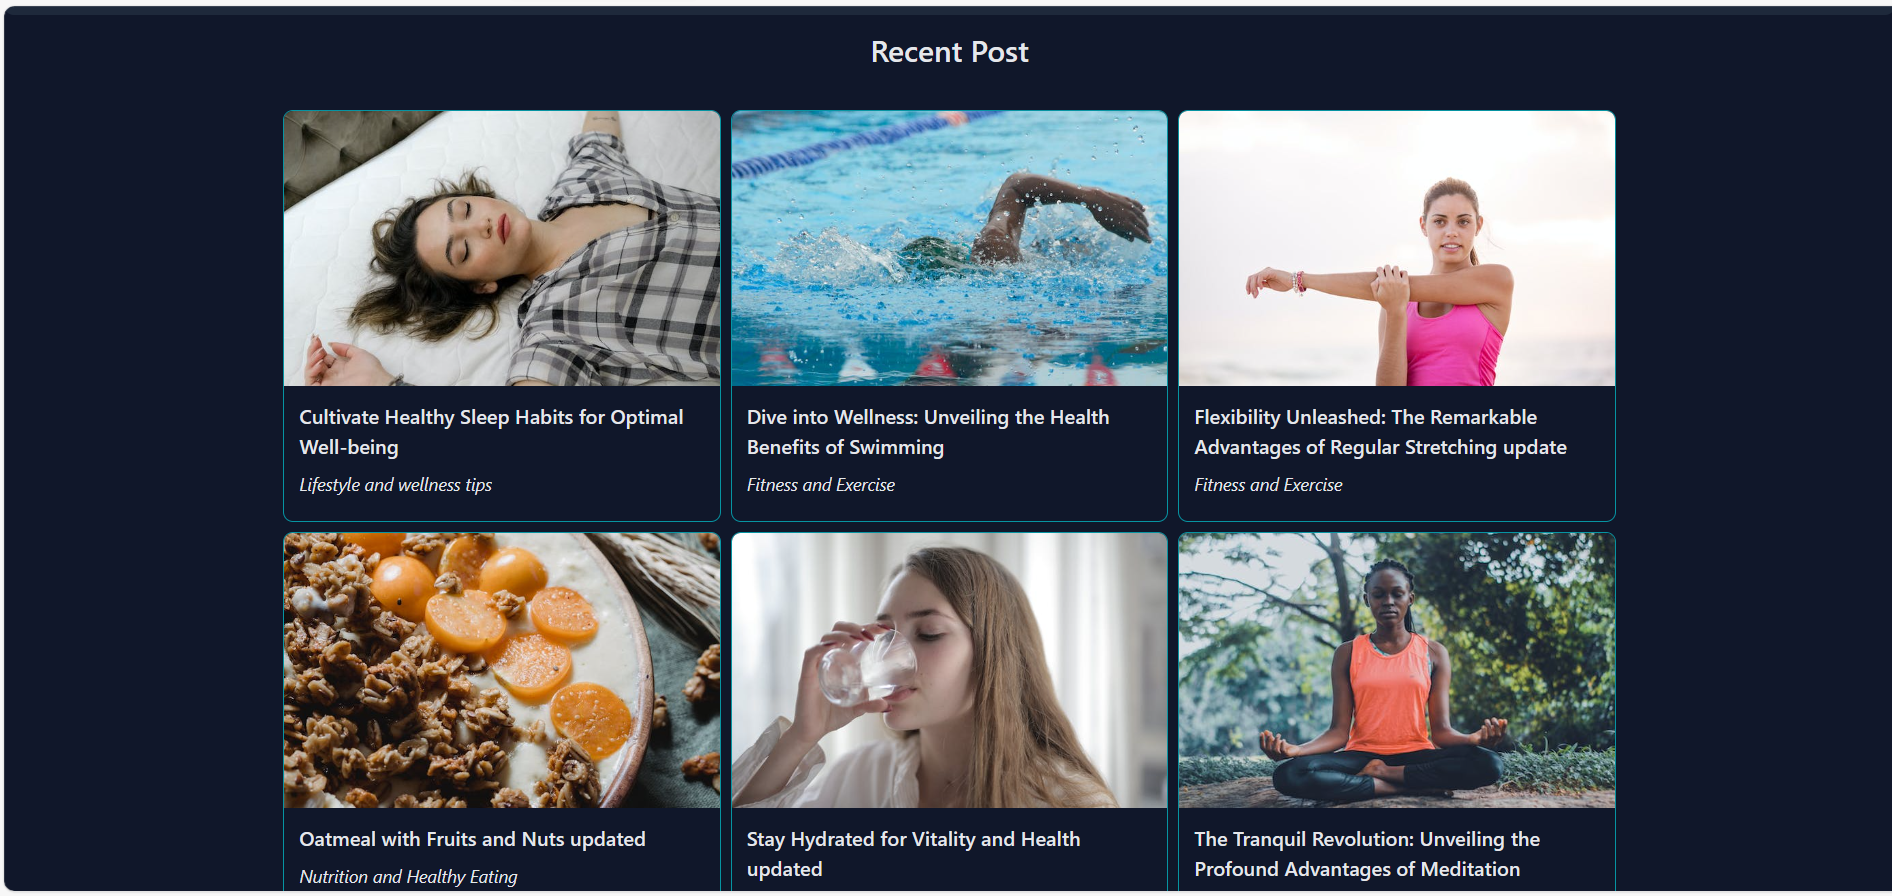 Recent Post
Cultivate Healthy Sleep Habits for Optimal
Well-being
Lifestyle and wellness tips
Dive into Wellness: Unveiling the Health
Benefits of Swimming
Fitness and Exercise
Flexibility Unleashed: The Remarkable
Advantages of Regular Stretching update
Fitness and Exercise
Oatmeal with Fruits and Nuts updated
Nutrition and Healthy Eating
Stay Hydrated for Vitality and Health
updated
The Tranquil Revolution: Unveiling the
Profound Advantages of Meditation